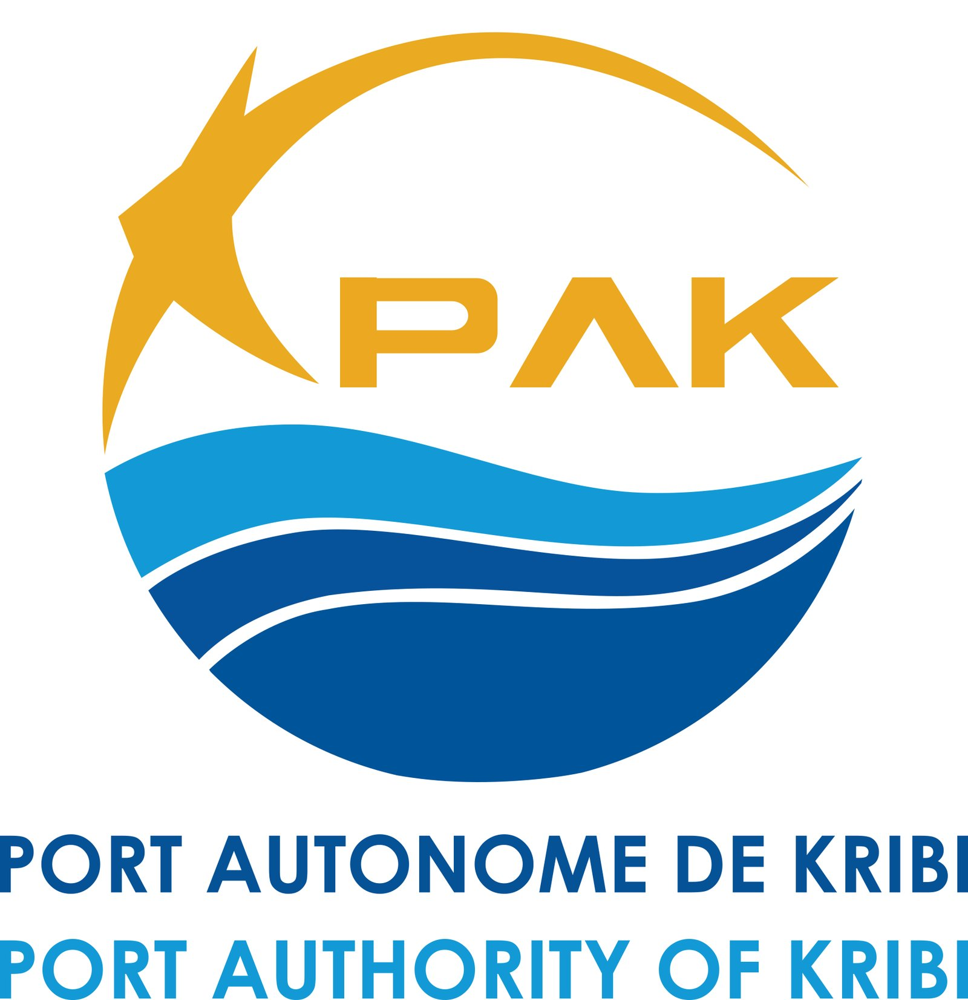 PAK
PORT AUTONOME DE KRIBI
PORT AUTHORITY OF KRIBI